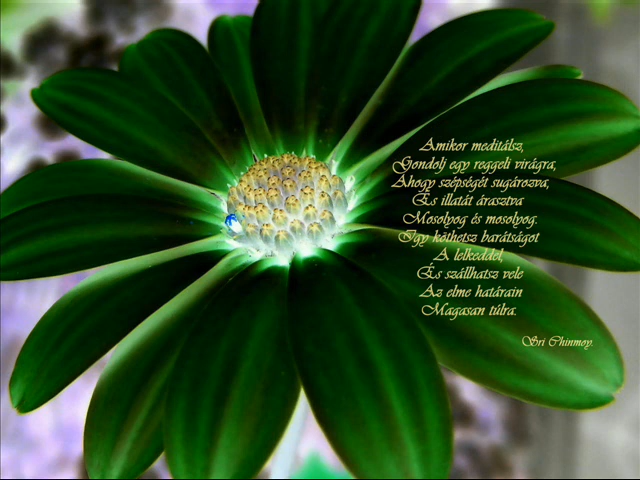 Amikor meditálsz,
Gondolj egy reggeli virágra,
Ahogy szépségét sugározva,
És illatát árasztva
Mosolyog és mosolyog.
Igy köthetsz barátságot
A lelkeddel,
És szállhatsz vele
Az elme határain
Magasan túlra.
Sri Chinmoy.